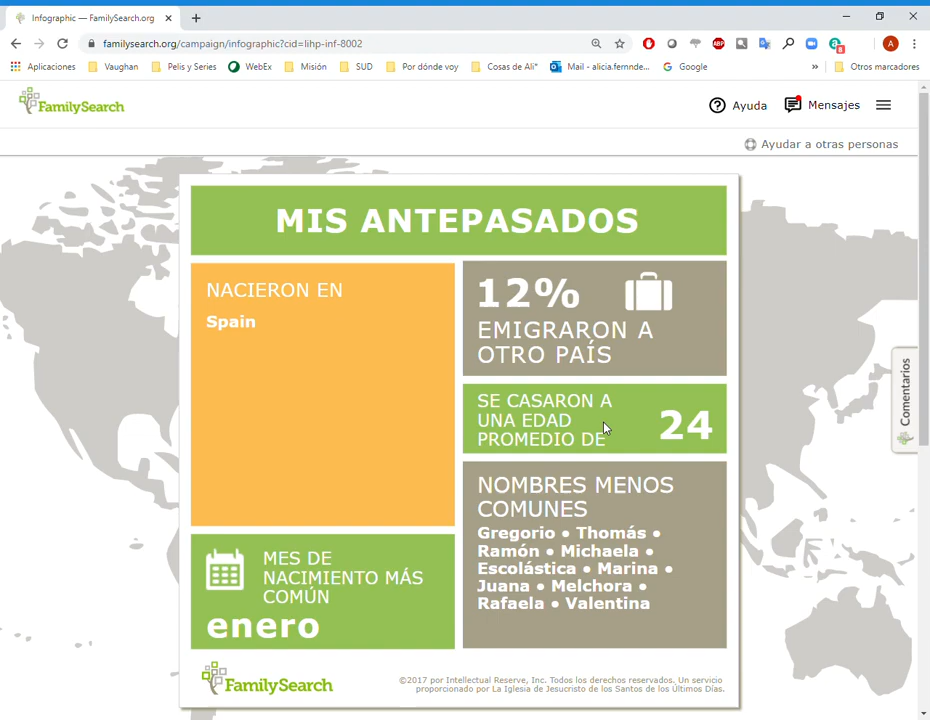 Infographic — FamilySearch.org
familysearch.org/campaign/infographic?cid=lihp-inf-8002
ABP
8
A
Aplicaciones
Vaughan
Pelis y Series
WebEx
Misión
SUD
Por dónde voy
Cosas de Ali*
Mail - alicia.fernnde...
Google
»
Otros marcadores
FamilySearch
Ayuda
Mensajes
Ayudar a otras personas
MIS ANTEPASADOS
NACIERON EN
Spain
12%
EMIGRARON A
OTRO PAÍS
SE CASARON A
UNA EDAD
PROMEDIO DE
24
NOMBRES MENOS
COMUNES
Gregorio • Thomás •
Ramón • Michaela •
Escolástica • Marina •
Juana • Melchora •
Rafaela • Valentina
MES DE
NACIMIENTO MÁS
COMÚN
enero
FamilySearch
©2017 por Intellectual Reserve, Inc. Todos los derechos reservados. Un servicio
proporcionado por La Iglesia de Jesucristo de los Santos de los Últimos Días.
Comentarios